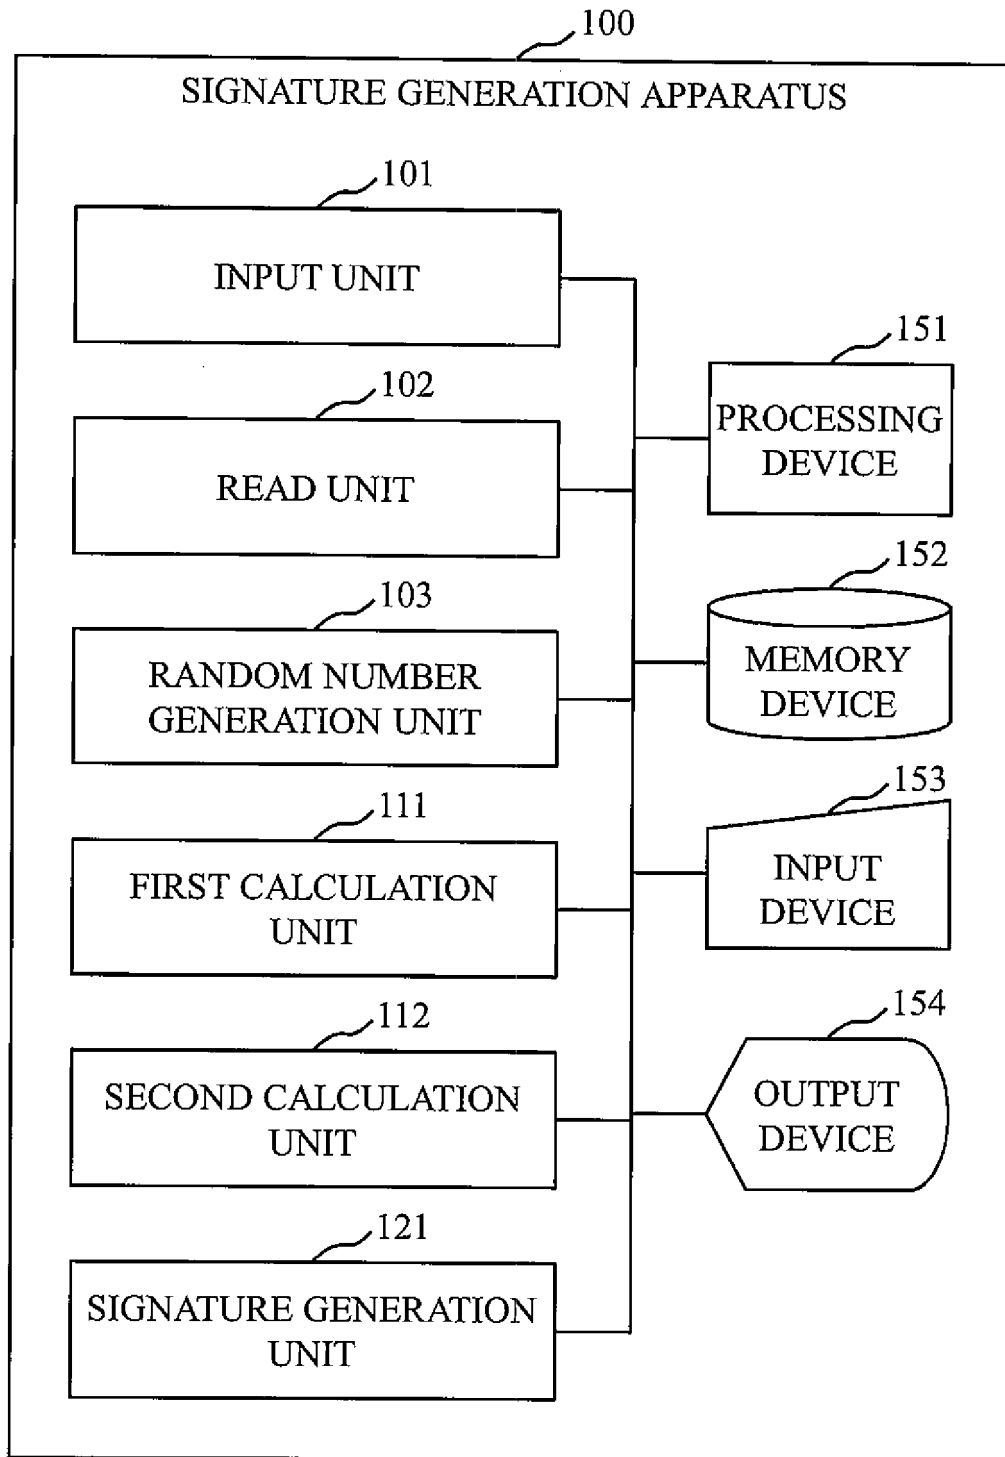 100
SIGNATURE GENERATION APPARATUS
101
INPUT UNIT
102
READ UNIT
103
RANDOM NUMBER
GENERATION UNIT
111
FIRST CALCULATION
UNIT
112
SECOND CALCULATION
UNIT
121
SIGNATURE GENERATION
UNIT
151
PROCESSING
DEVICE
152
MEMORY
DEVICE
153
INPUT
DEVICE
154
OUTPUT
DEVICE